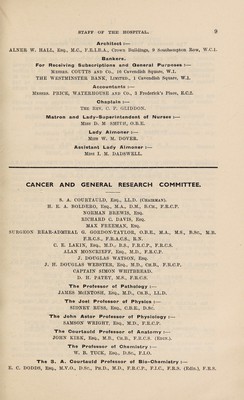 STAFF OF THE HOSPITAL. 9
Architect :—
ALNER W. HALL, Esq., M.C., F.R.I.B.A., Crown Buildings, 9 Southampton Row, W.C.1.
Bankers.
For Receiving Subscriptions and General Purposes :—
MESSRS. COUTTS AND Co., 16 Cavendish Square, W.1.
THE WESTMINSTER BANK, LIMITED., 1 Cavendish Square, W.1.
Accountants :—
MESSRS. PRICE, WATERHOUSE AND Co., 3 Frederick's Place, E.C.2.
Chaplain :—
THE REV. C. F. GLIDDON.
Matron and Lady-Superintendent of Nurses :—
MISS D. M. SMITH, O.B.E.
Lady Almoner :—
MISS W. M. DOVER.
Assistant Lady Almoner :—
MISS I. M. DAISWELL.
CANCER AND GENERAL RESEARCH COMMITTEE.
S. A. COURTAULD, Esq., LL.D. (CHAIRMAN).
H. E. A. BOLDERO, Esq., M.A., D.M., B.CH., F.R.C.P.
NORMAN BREWIS, Esq.
RICHARD C. DAVIS, Esq.
MAX FREEMAN, Esq.
SURGEON REAR-ADMIRAL G. GORDON-TAYLOR, O.B.E., M.A., M.S., B.SC., M.B.
F.R.C.S., F.R.A.C.S., R.N.
C. E. LAKIN, Esq., M.D., B.S., F.R.C.P., F.R.C.S.
ALAN MONCRIEFF, Esq., M.D., F.R.C.P.
J. DOUGLAS WATSON, Esq.
J. H. DOUGLAS WEBSTER, Esq., M.D., CH.B., F.R.C.P.
CAPTAIN SIMON WHITBREAD.
D. H. PATEY, M.S., F.R.C.S.
The Professor of Pathology :—
JAMES McINTOSH, Esq., M.D., CH.B., LL.D.
The Joel Professor of Physics :—
SIDNEY RUSS, Esq., C.B.E., D.Sc.
The John Astor Professor of Physiology :—
SAMSON WRIGHT, Esq., M.D., F.R.C.P.
The Courtauld Professor of Anatomy :—
JOHN KIRK, Esq., M.B., CH.B., F.R.C.S. (EDIN.).
The Professor of Chemistry :—
W. B. TUCK, Esq., D.Sc., F.I.C.
The S. A. Courtauld Professor of Bio-Chemistry :—
E. C. DODDS, Esq., M.V.O., D.Sc., PH.D., M.D., F.R.C.P., F.I.C., F.R.S. (EDIN.), F.R.S.